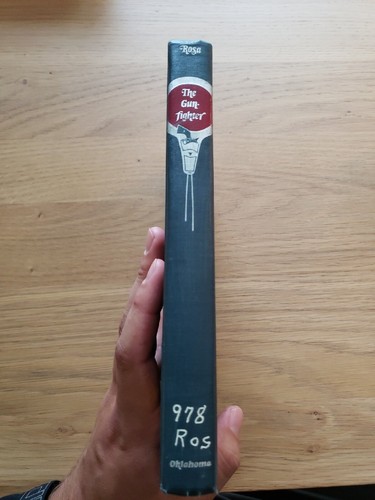 Rosa
The
Gun-
fighter
978
Ros
Oklahoma